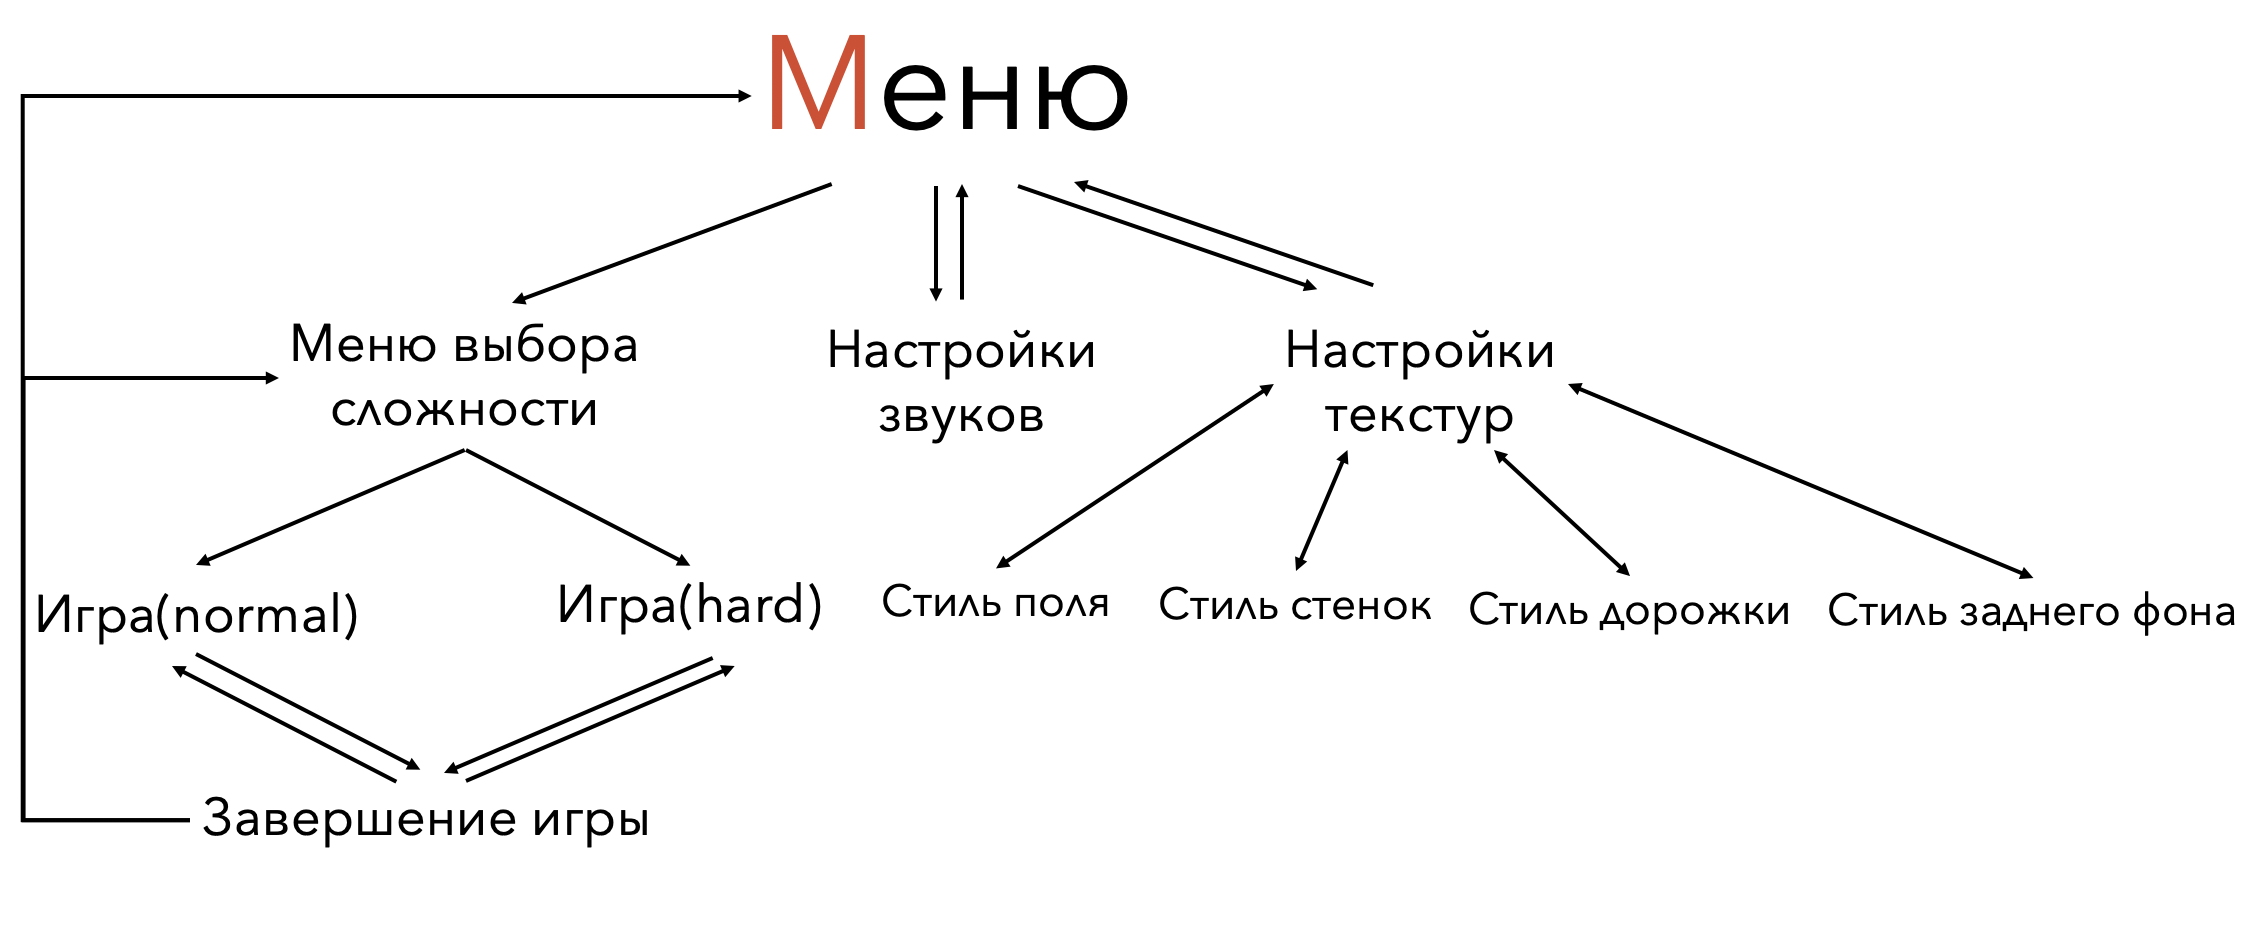 Меню
Меню выбора
сложности
Настройки
звуков
Настройки
текстур
Игра(normal)
Игра(hard)
Стиль поля
Стиль стенок
Стиль дорожки
Стиль заднего фона
Завершение игры